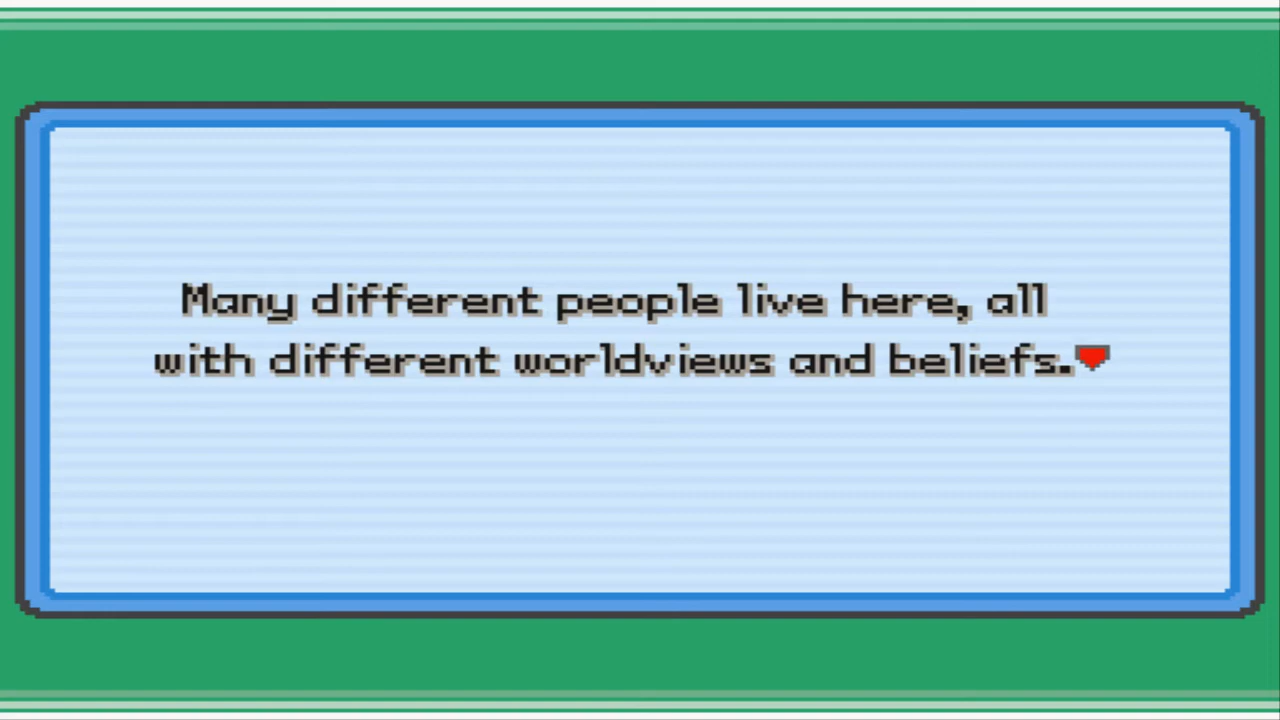 Many different people live here, all
with different worldviews and beliefs.❤